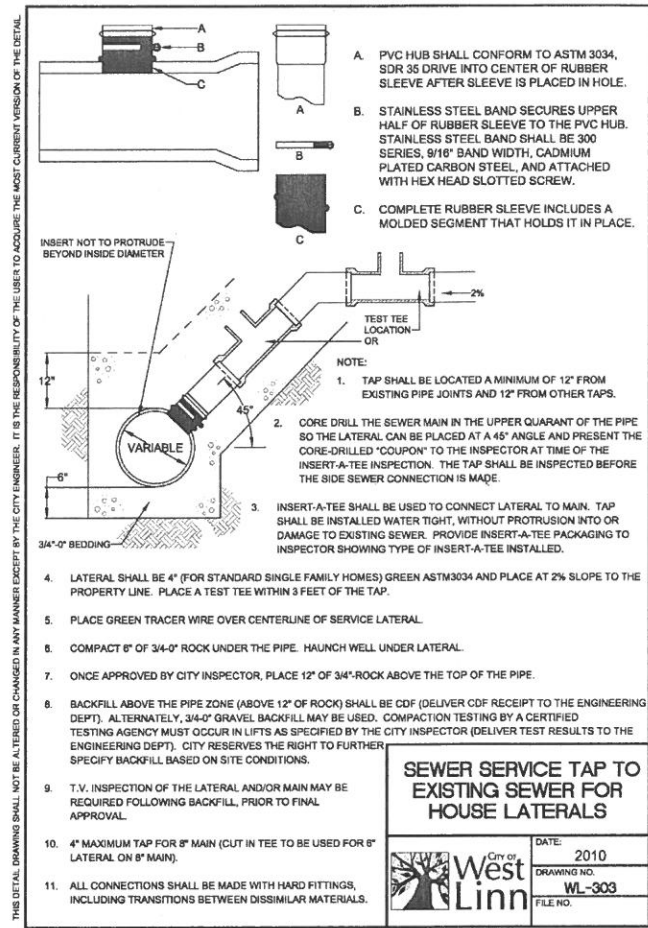 THIS DETAIL DRAWING SHALL NOT BE ALTERED OR CHANGED IN ANY MANNER EXCEPT BY THE CITY ENGINEER. IT IS THE RESPONSIBILITY OF THE USER TO ACQUIRE THE MOST CURRENT VERSION OF THE DETAIL.
A
B
C
A
B
C
A. PVC HUB SHALL CONFORM TO ASTM 3034,
SDR 35 DRIVE INTO CENTER OF RUBBER
SLEEVE AFTER SLEEVE IS PLACED IN HOLE.
B. STAINLESS STEEL BAND SECURES UPPER
HALF OF RUBBER SLEEVE TO THE PVC HUB.
STAINLESS STEEL BAND SHALL BE 300
SERIES, 9/16" BAND WIDTH, CADMIUM
PLATED CARBON STEEL, AND ATTACHED
WITH HEX HEAD SLOTTED SCREW.
C. COMPLETE RUBBER SLEEVE INCLUDES A
MOLDED SEGMENT THAT HOLDS IT IN PLACE.
INSERT NOT TO PROTRUDE
BEYOND INSIDE DIAMETER
2%
TEST TEE
LOCATION
OR
12"
45°
VARIABLE
6"
3/4"-0" BEDDING
NOTE:
1. TAP SHALL BE LOCATED A MINIMUM OF 12" FROM
EXISTING PIPE JOINTS AND 12" FROM OTHER TAPS.
2. CORE DRILL THE SEWER MAIN IN THE UPPER QUARANT OF THE PIPE
SO THE LATERAL CAN BE PLACED AT A 45° ANGLE AND PRESENT THE
CORE-DRILLED "COUPON" TO THE INSPECTOR AT TIME OF THE
INSERT-A-TEE INSPECTION. THE TAP SHALL BE INSPECTED BEFORE
THE SIDE SEWER CONNECTION IS MADE.
3. INSERT-A-TEE SHALL BE USED TO CONNECT LATERAL TO MAIN. TAP
SHALL BE INSTALLED WATER TIGHT, WITHOUT PROTRUSION INTO OR
DAMAGE TO EXISTING SEWER. PROVIDE INSERT-A-TEE PACKAGING TO
INSPECTOR SHOWING TYPE OF INSERT-A-TEE INSTALLED.
4. LATERAL SHALL BE 4" (FOR STANDARD SINGLE FAMILY HOMES) GREEN ASTM3034 AND PLACE AT 2% SLOPE TO THE
PROPERTY LINE. PLACE A TEST TEE WITHIN 3 FEET OF THE TAP.
5. PLACE GREEN TRACER WIRE OVER CENTERLINE OF SERVICE LATERAL.
6. COMPACT 6" OF 3/4-0" ROCK UNDER THE PIPE. HAUNCH WELL UNDER LATERAL.
7. ONCE APPROVED BY CITY INSPECTOR, PLACE 12" OF 3/4"-ROCK ABOVE THE TOP OF THE PIPE.
8. BACKFILL ABOVE THE PIPE ZONE (ABOVE 12" OF ROCK) SHALL BE CDF (DELIVER CDF RECEIPT TO THE ENGINEERING
DEPT). ALTERNATELY, 3/4-0" GRAVEL BACKFILL MAY BE USED. COMPACTION TESTING BY A CERTIFIED
TESTING AGENCY MUST OCCUR IN LIFTS AS SPECIFIED BY THE CITY INSPECTOR (DELIVER TEST RESULTS TO THE
ENGINEERING DEPT). CITY RESERVES THE RIGHT TO FURTHER
SPECIFY BACKFILL BASED ON SITE CONDITIONS.
9. T.V. INSPECTION OF THE LATERAL AND/OR MAIN MAY BE
REQUIRED FOLLOWING BACKFILL, PRIOR TO FINAL
APPROVAL.
10. 4" MAXIMUM TAP FOR 8" MAIN (CUT IN TEE TO BE USED FOR 6"
LATERAL ON 8" MAIN).
11. ALL CONNECTIONS SHALL BE MADE WITH HARD FITTINGS,
INCLUDING TRANSITIONS BETWEEN DISSIMILAR MATERIALS.
SEWER SERVICE TAP TO
EXISTING SEWER FOR
HOUSE LATERALS
CITY OF
West
Linn
DATE:
2010
DRAWING NO.
WL-303
FILE NO.